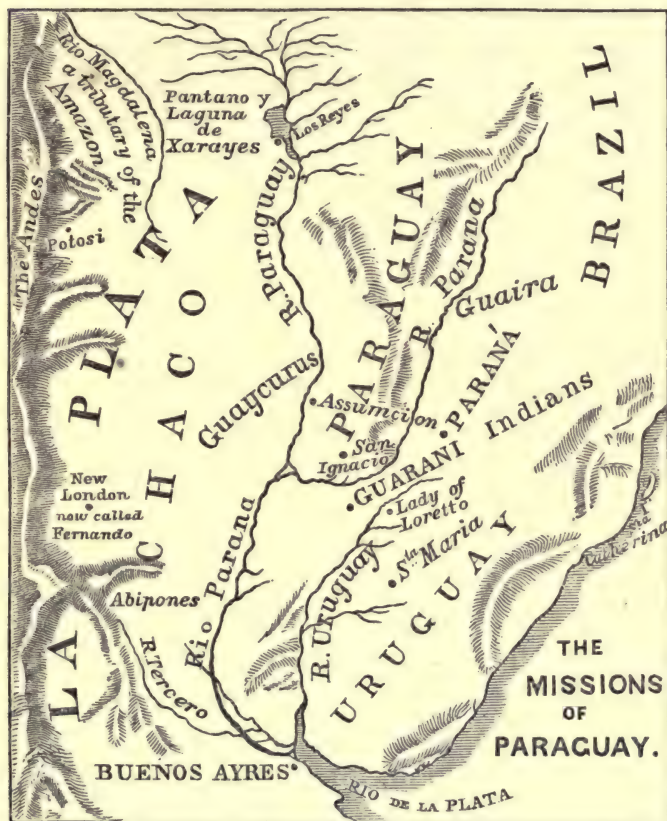 Rio Magdalena
a tributary of the
Amazon
Pantano y
Laguna
de
Xarayes
Los Reyes
The Andes
Potosi
R. Paraguay
PARAGUAY
R. Parana
BRAZIL
Guaira
LA PLATA
CHACO
Guaycurus
Assumcion
PARANÁ
San
Ignacio
GUARANI Indians
New
London
now called
Fernando
Lady of
Loretto
Sta. Maria
Abipones
Rio Parana
R. Uruguay
URUGUAY
Catherina
R. Tercero
BUENOS AYRES
RIO DE LA PLATA
THE
MISSIONS
OF
PARAGUAY.